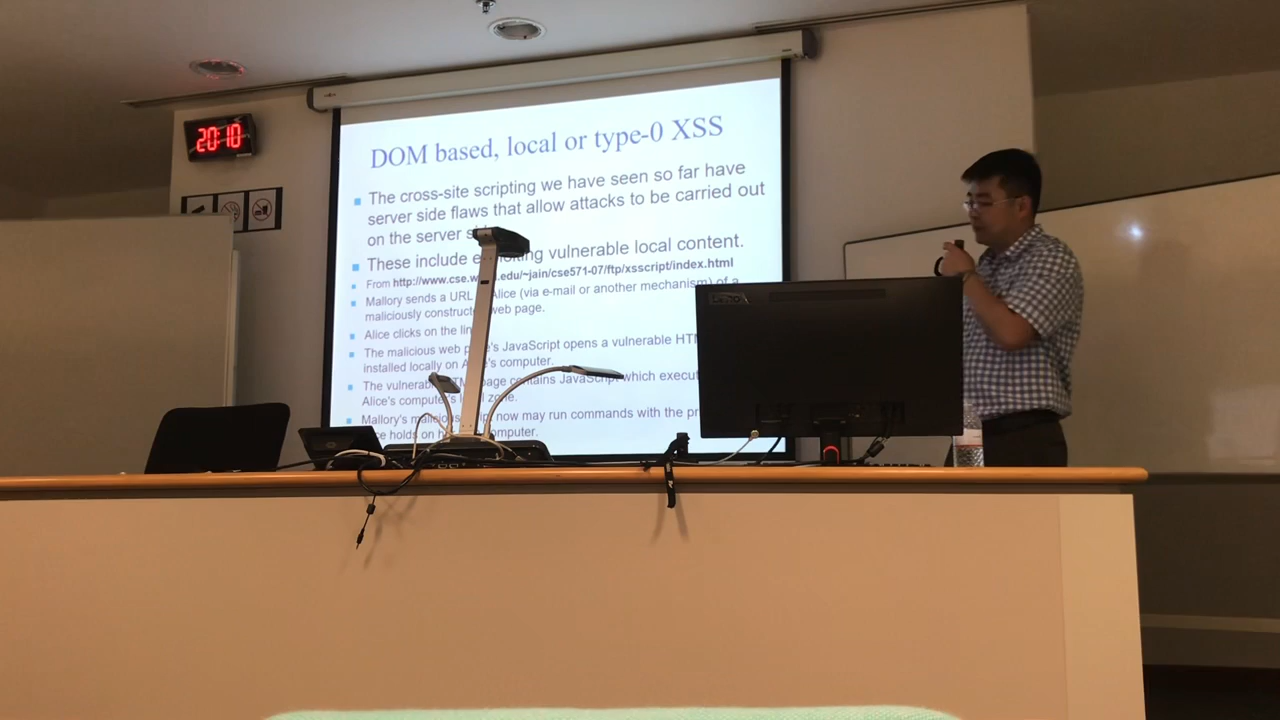 20:10
DOM based, local or type-0 XSS
The cross-site scripting we have seen so far have
server side flaws that allow attacks to be carried out
on the server
These include vulnerable local content.
From http://www.cse.w .edu/~jain/cse571-07/ftp/xsscript/index.html
Mallory sends a URL Alice (via e-mail or another mechanism) of a
maliciously web page.
Alice clicks on the
The malicious web JavaScript opens a vulnerable
installed locally on computer.
The page contains JavaScript which
Alice's zone.
Mallory's now may run commands with the
holds on